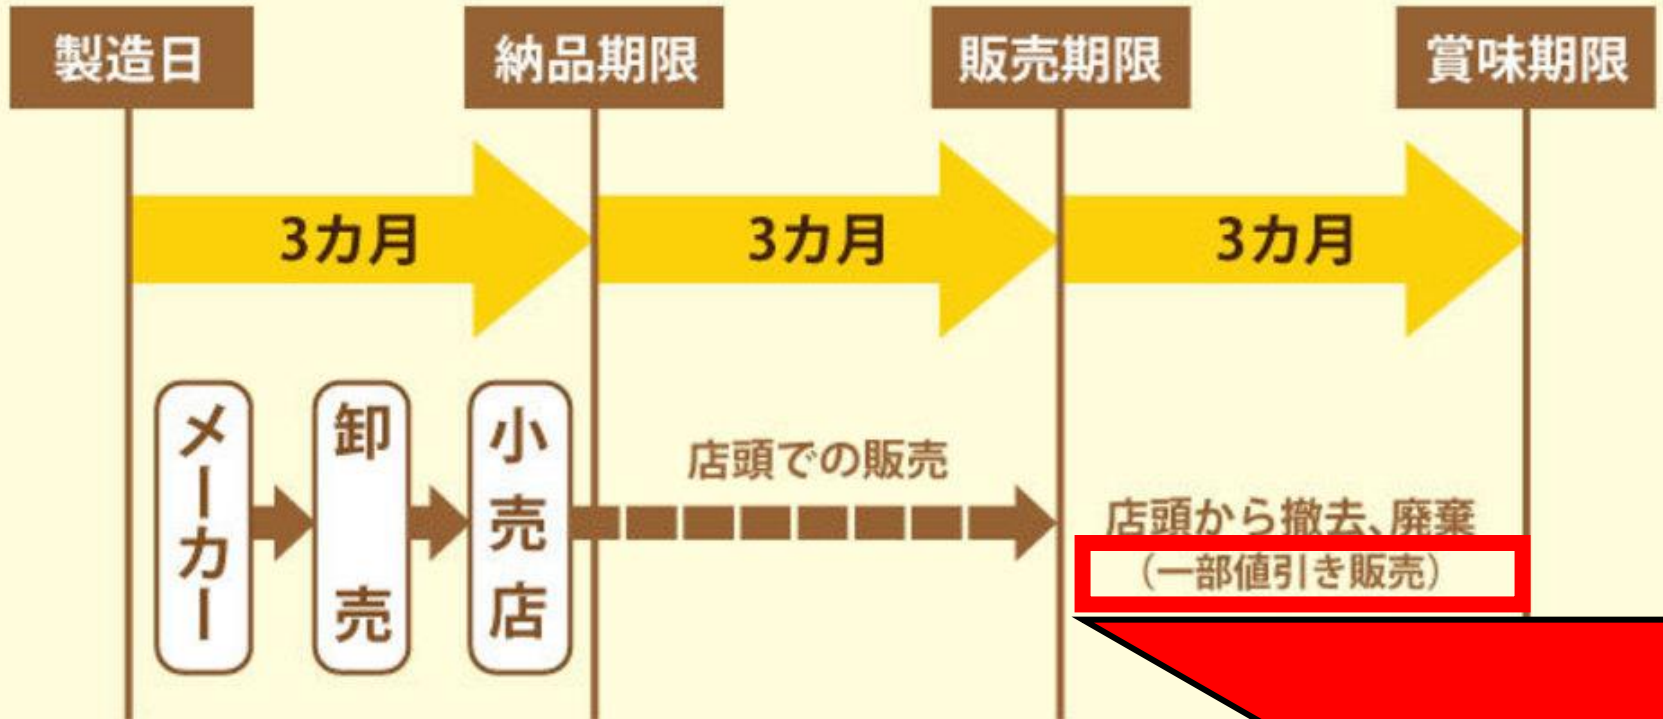 製造日
納品期限
販売期限
賞味期限
3カ月
3カ月
3カ月
メーカー
卸売
小売店
店頭での販売
店頭から撤去、廃棄
（一部値引き販売）